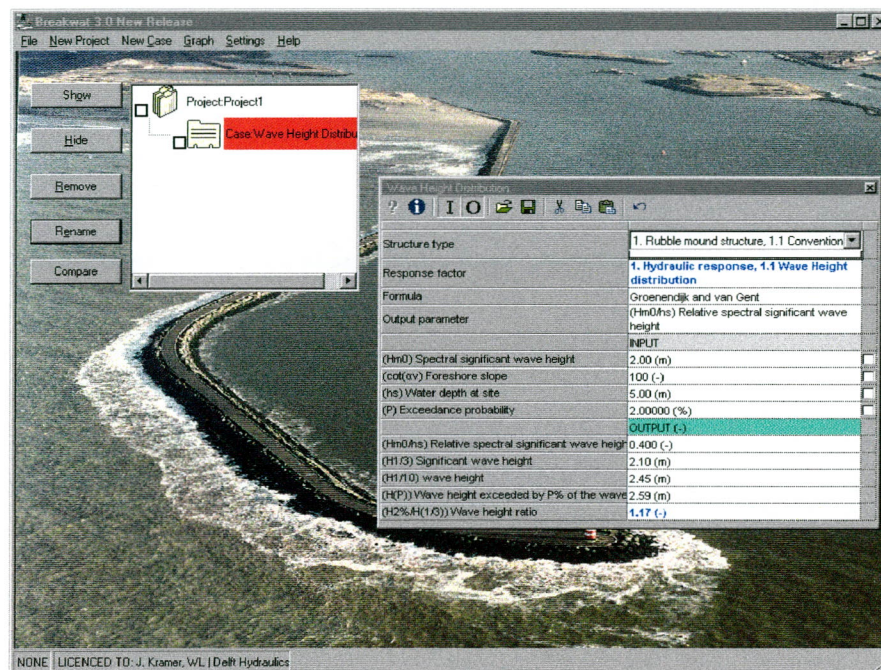 Breakwat 3.0 New Release
File New Project New Case Graph Settings Help
Show
Hide
Remove
Rename
Compare
Project:Project1
Case:Wave Height Distribu
Wave Height Distribution
Structure type 1. Rubble mound structure, 1.1 Convention
Response factor 1. Hydraulic response, 1.1 Wave Height
distribution
Formula Groenendijk and van Gent
Output parameter (Hm0/hs) Relative spectral significant wave
height
INPUT
(Hm0) Spectral significant wave height 2.00 (m)
(cot(αv) Foreshore slope 100 (-)
(hs) Water depth at site 5.00 (m)
(P) Exceedance probability 2.00000 (%)
OUTPUT (-)
(Hm0/hs) Relative spectral significant wave heigh 0.400 (-)
(H1/3) Significant wave height 2.10 (m)
(H1/10) wave height 2.45 (m)
(H(P)) Wave height exceeded by P% of the wave 2.59 (m)
(H2%/H(1/3)) Wave height ratio 1.17 (-)
NONE LICENCED TO: J. Kramer, WL | Delft Hydraulics